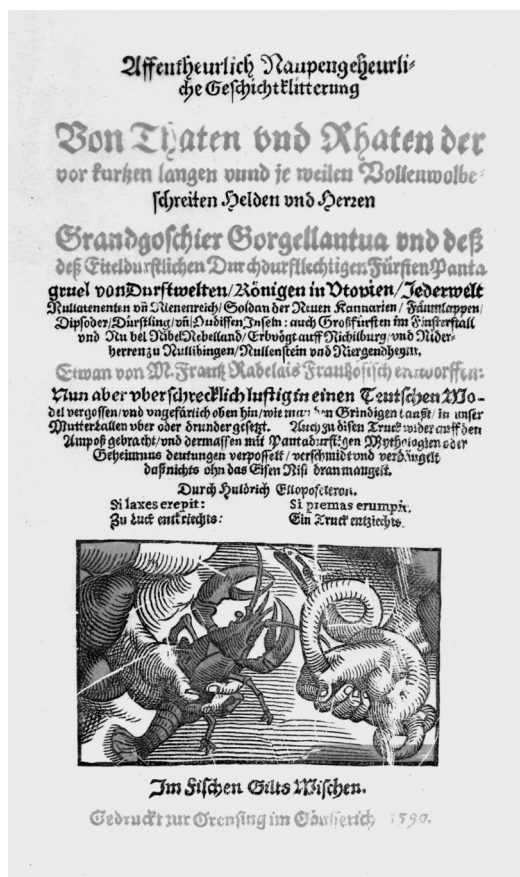 Affentheurlich Naupengeheurli-
che Geschichtklitterung
Von Thaten vnd Rhaten der
vor kurtzen langen vnnd je weilen Vollenwolbe-
schreiten Helden vnd Herren
Grandgoschier Gorgellantua vnd deß
deß Eiteldurstlichen Durchdurstlechtigen Fürsten Panta
gruel von Durstwelten/Königen in Vtopien/Jederwelt
Nullatenenten vñ Nienenreich/Soldan der Neuen Kannarien/Fäumlappen/
Dipsoder/Dürstling/vñ Inseln: auch Großfürsten im Finsterstall
vnd Nu bel NibelNebelland/Erbvögt auff Nichilburg/vnd Nider-
herren zu Nullibingen/Nullenstein vnd Niergendheym.
Etwan von M. Frantz Rabelais Frantzösisch entworffen:
Nun aber vberschrecklich lustig in einen Teutschen Mo-
del vergossen/vnd vngefärlich oben hin/wie man den Grindigen laußt/in vnser
Mutterlallen vber oder drunder gesetzt. Auch zu disen Truck wider auff den
Ampoß gebracht/vnd dermassen mit Pantadurstigen Mythologien oder
Geheimnus deutungen verposselt/verschmidt vnd verdängelt
daß nichts ohn das Eisen Nisi dran mangelt.
Durch Huldrich Elloposcleron.
Si laxes erepit: Si premas erumpit.
Zu luck entkriechts: Ein Truck entziechts.
Im Fischen Gilts Mischen.
Gedruckt zur Grensing im Gänsserich 1590.